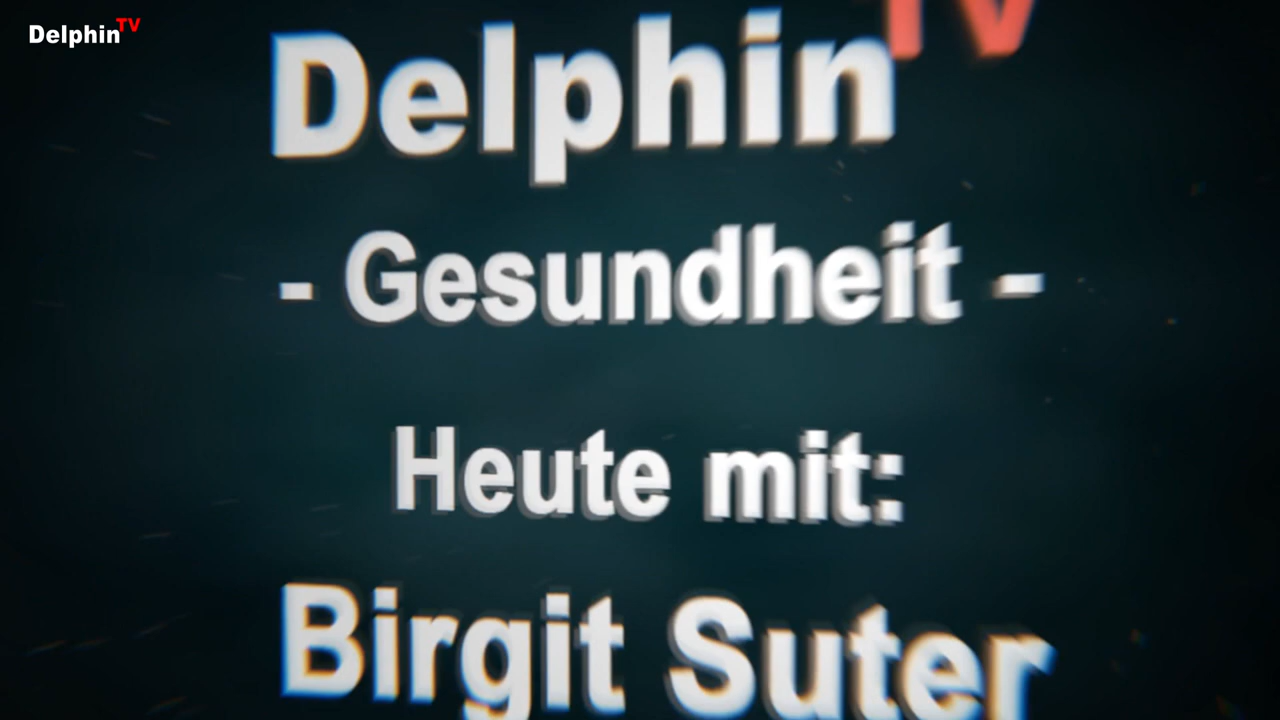 DelphinTV
DelphinTV
- Gesundheit -
Heute mit:
Birgit Suter